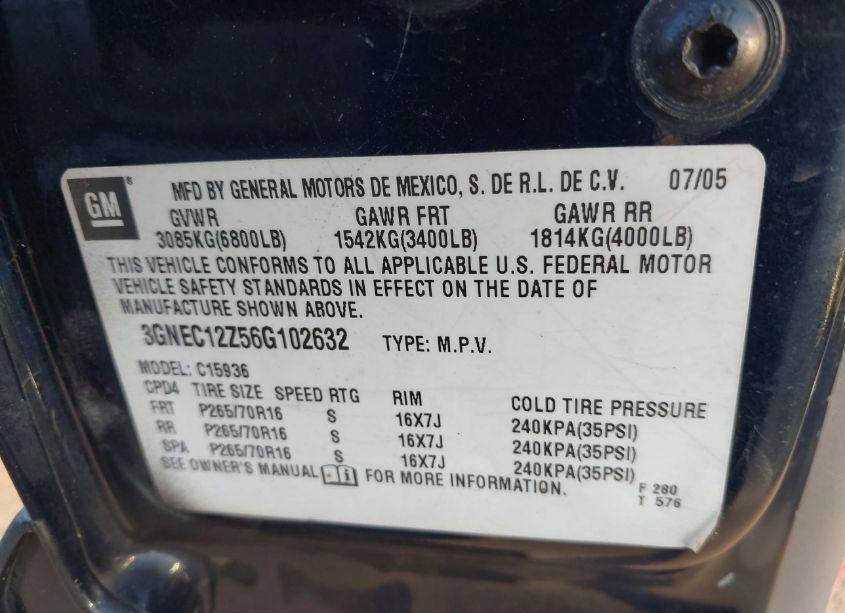 GM®
MFD BY GENERAL MOTORS DE MEXICO, S. DE R.L. DE C.V. 07/05
GVWR GAWR FRT GAWR RR
3085KG(6800LB) 1542KG(3400LB) 1814KG(4000LB)
THIS VEHICLE CONFORMS TO ALL APPLICABLE U.S. FEDERAL MOTOR
VEHICLE SAFETY STANDARDS IN EFFECT ON THE DATE OF
MANUFACTURE SHOWN ABOVE.
3GNEC12Z56G102632 TYPE: M.P.V.
MODEL: C15936
CPD4 TIRE SIZE SPEED RTG RIM COLD TIRE PRESSURE
FRT P265/70R16 S 16X7J 240KPA(35PSI)
RR P265/70R16 S 16X7J 240KPA(35PSI)
SPA P265/70R16 S 16X7J 240KPA(35PSI)
SEE OWNER'S MANUAL FOR MORE INFORMATION.
F 280
T 576